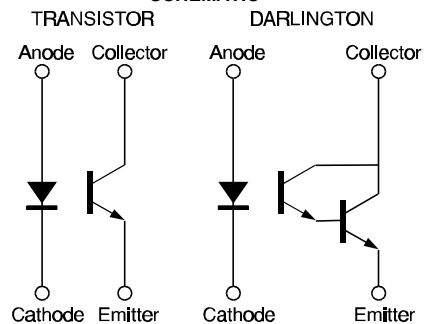 TRANSISTOR DARLINGTON
Anode Collector Anode Collector
Cathode Emitter Cathode Emitter